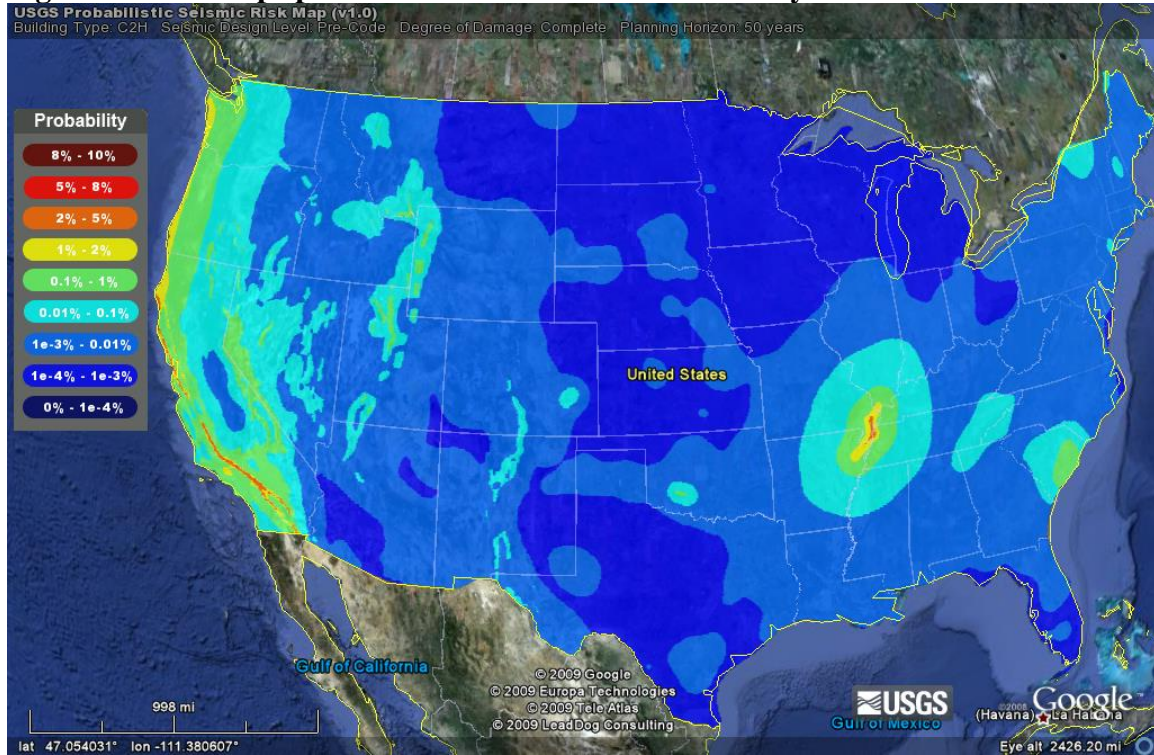 USGS Probabilistic Seismic Risk Map (v1.0)
Building Type: C2H Seismic Design Level: Pre-Code Degree of Damage: Complete Planning Horizon: 50 years
Probability
8% - 10%
5% - 8%
2% - 5%
1% - 2%
0.1% - 1%
0.01% - 0.1%
1e-3% - 0.01%
1e-4% - 1e-3%
0% - 1e-4%
United States
Gulf of California
© 2009 Google
© 2009 Europa Technologies
© 2009 Tele Atlas
© 2009 LeadDog Consulting
998 mi
USGS
Gulf of Mexico
©2008 Google
(Havana) La Habana
lat 47.054031° lon -111.380607°
Eye alt 2426.20 mi